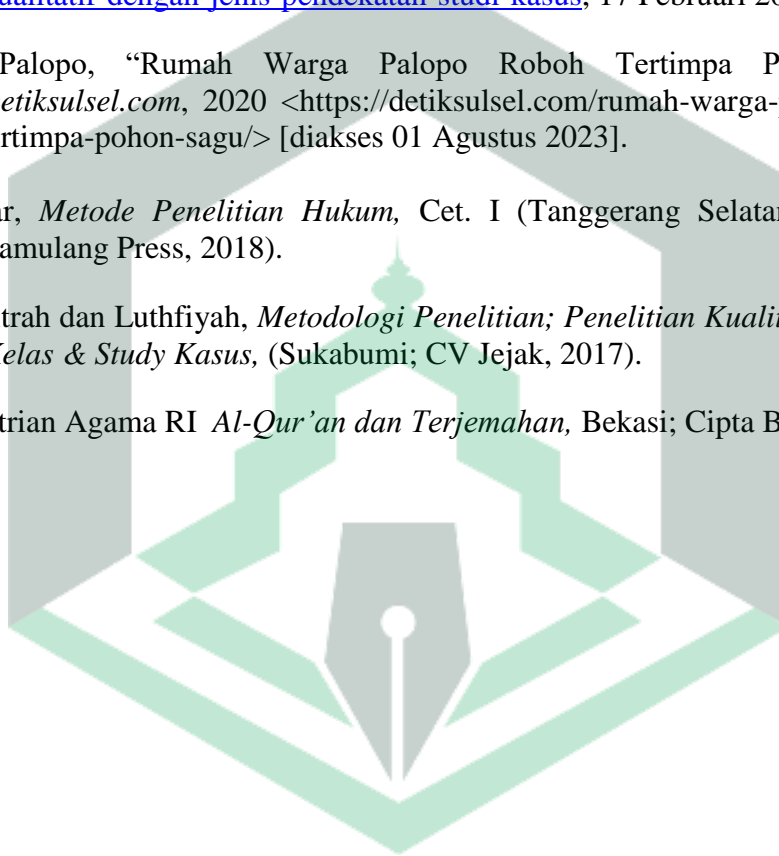 ualitatif dengan jenis pendekatan studi kasus, 17 Februari 20
Palopo, “Rumah Warga Palopo Roboh Tertimpa P
etiksulsel.com, 2020 <https://detiksulsel.com/rumah-warga-
rtimpa-pohon-sagu/> [diakses 01 Agustus 2023].
ar, Metode Penelitian Hukum, Cet. I (Tanggerang Selatan
amulang Press, 2018).
trah dan Luthfiyah, Metodologi Penelitian; Penelitian Kuali
Kelas & Study Kasus, (Sukabumi; CV Jejak, 2017).
trian Agama RI Al-Qur’an dan Terjemahan, Bekasi; Cipta B